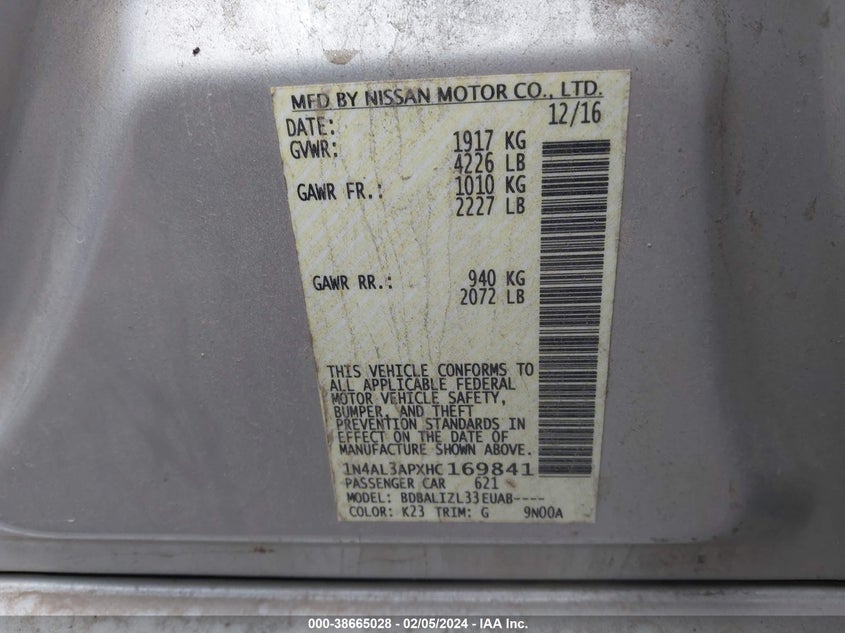 MFD BY NISSAN MOTOR CO., LTD.
DATE: 12/16
GVWR: 1917 KG
4226 LB
GAWR FR.: 1010 KG
2227 LB
GAWR RR.: 940 KG
2072 LB
THIS VEHICLE CONFORMS TO
ALL APPLICABLE FEDERAL
MOTOR VEHICLE SAFETY,
BUMPER, AND THEFT
PREVENTION STANDARDS IN
EFFECT ON THE DATE OF
MANUFACTURE SHOWN ABOVE.
1N4AL3APXHC169841
PASSENGER CAR 621
MODEL: BDBALIZL33EUAB----
COLOR: K23 TRIM: G 9N00A
000-38665028 - 02/05/2024 - IAA Inc.